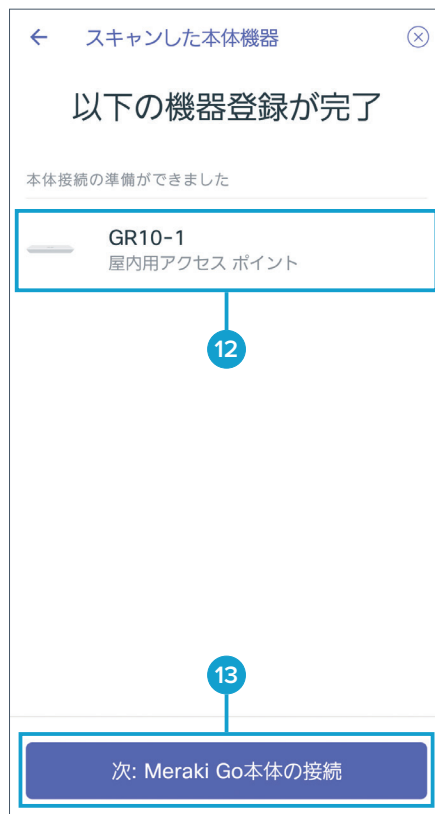 スキャンした本体機器
以下の機器登録が完了
本体接続の準備ができました
GR10-1
屋内用アクセス ポイント
12
13
次: Meraki Go本体の接続